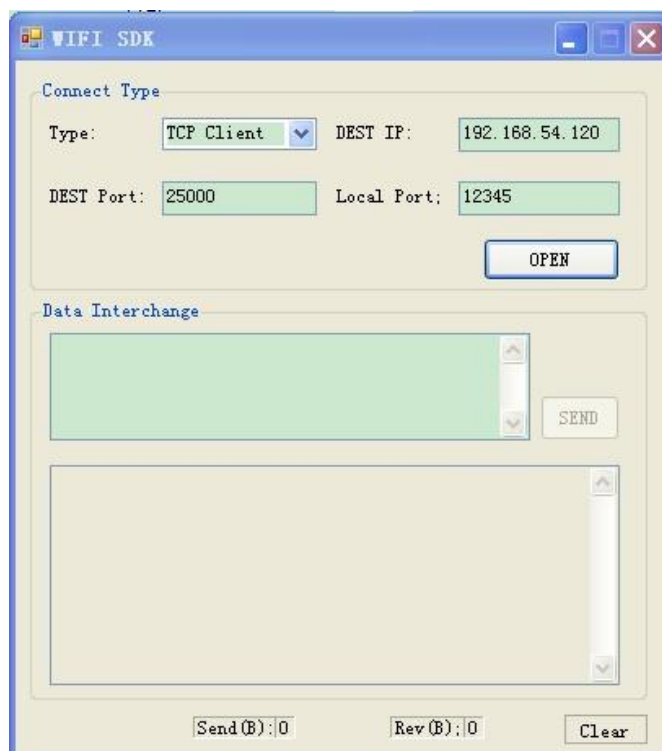 WIFI SDK
Connect Type
Type: TCP Client DEST IP: 192.168.54.120
DEST Port: 25000 Local Port; 12345
OPEN
Data Interchange
SEND
Send(B): 0 Rev(B); 0 Clear